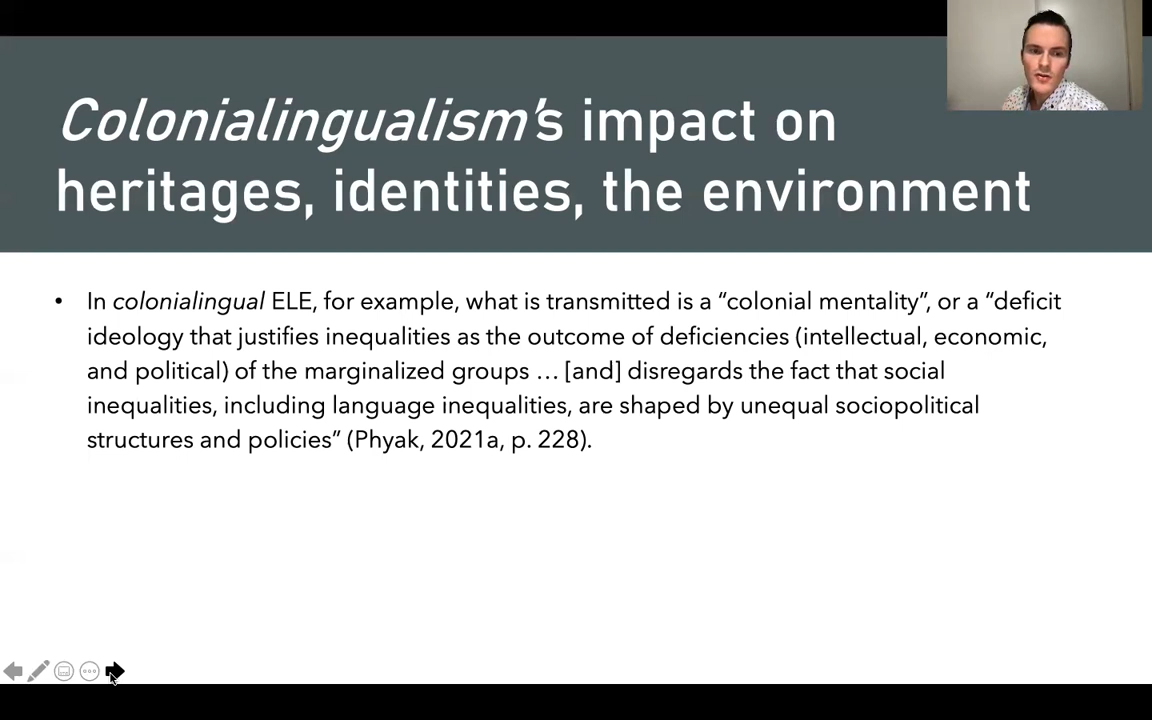 Colonialingualism's impact on
heritages, identities, the environment
• In colonialingual ELE, for example, what is transmitted is a “colonial mentality”, or a “deficit
ideology that justifies inequalities as the outcome of deficiencies (intellectual, economic,
and political) of the marginalized groups … [and] disregards the fact that social
inequalities, including language inequalities, are shaped by unequal sociopolitical
structures and policies” (Phyak, 2021a, p. 228).